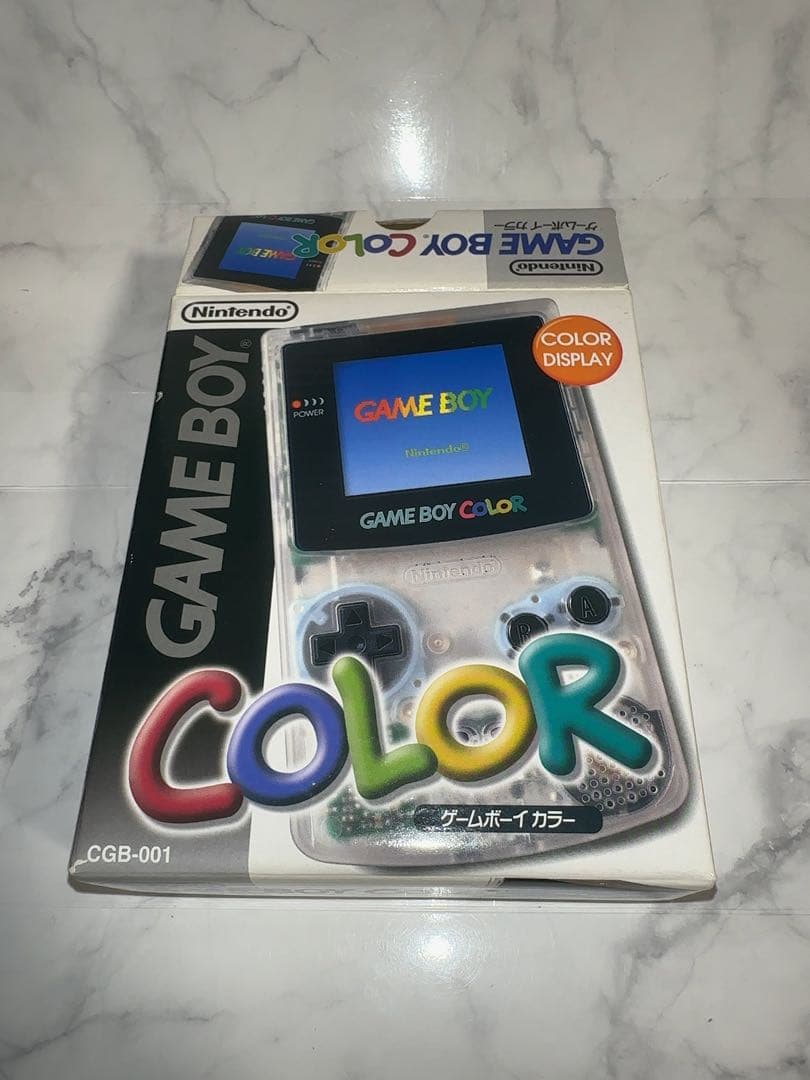 ゲームボーイ カラー
GAME BOY COLOR
Nintendo
GAME BOY
Nintendo
GAME BOY®
COLOR
DISPLAY
POWER
GAME BOY
Nintendo®
GAME BOY COLOR
Nintendo
A
B
COLOR
ゲームボーイ カラー
CGB-001